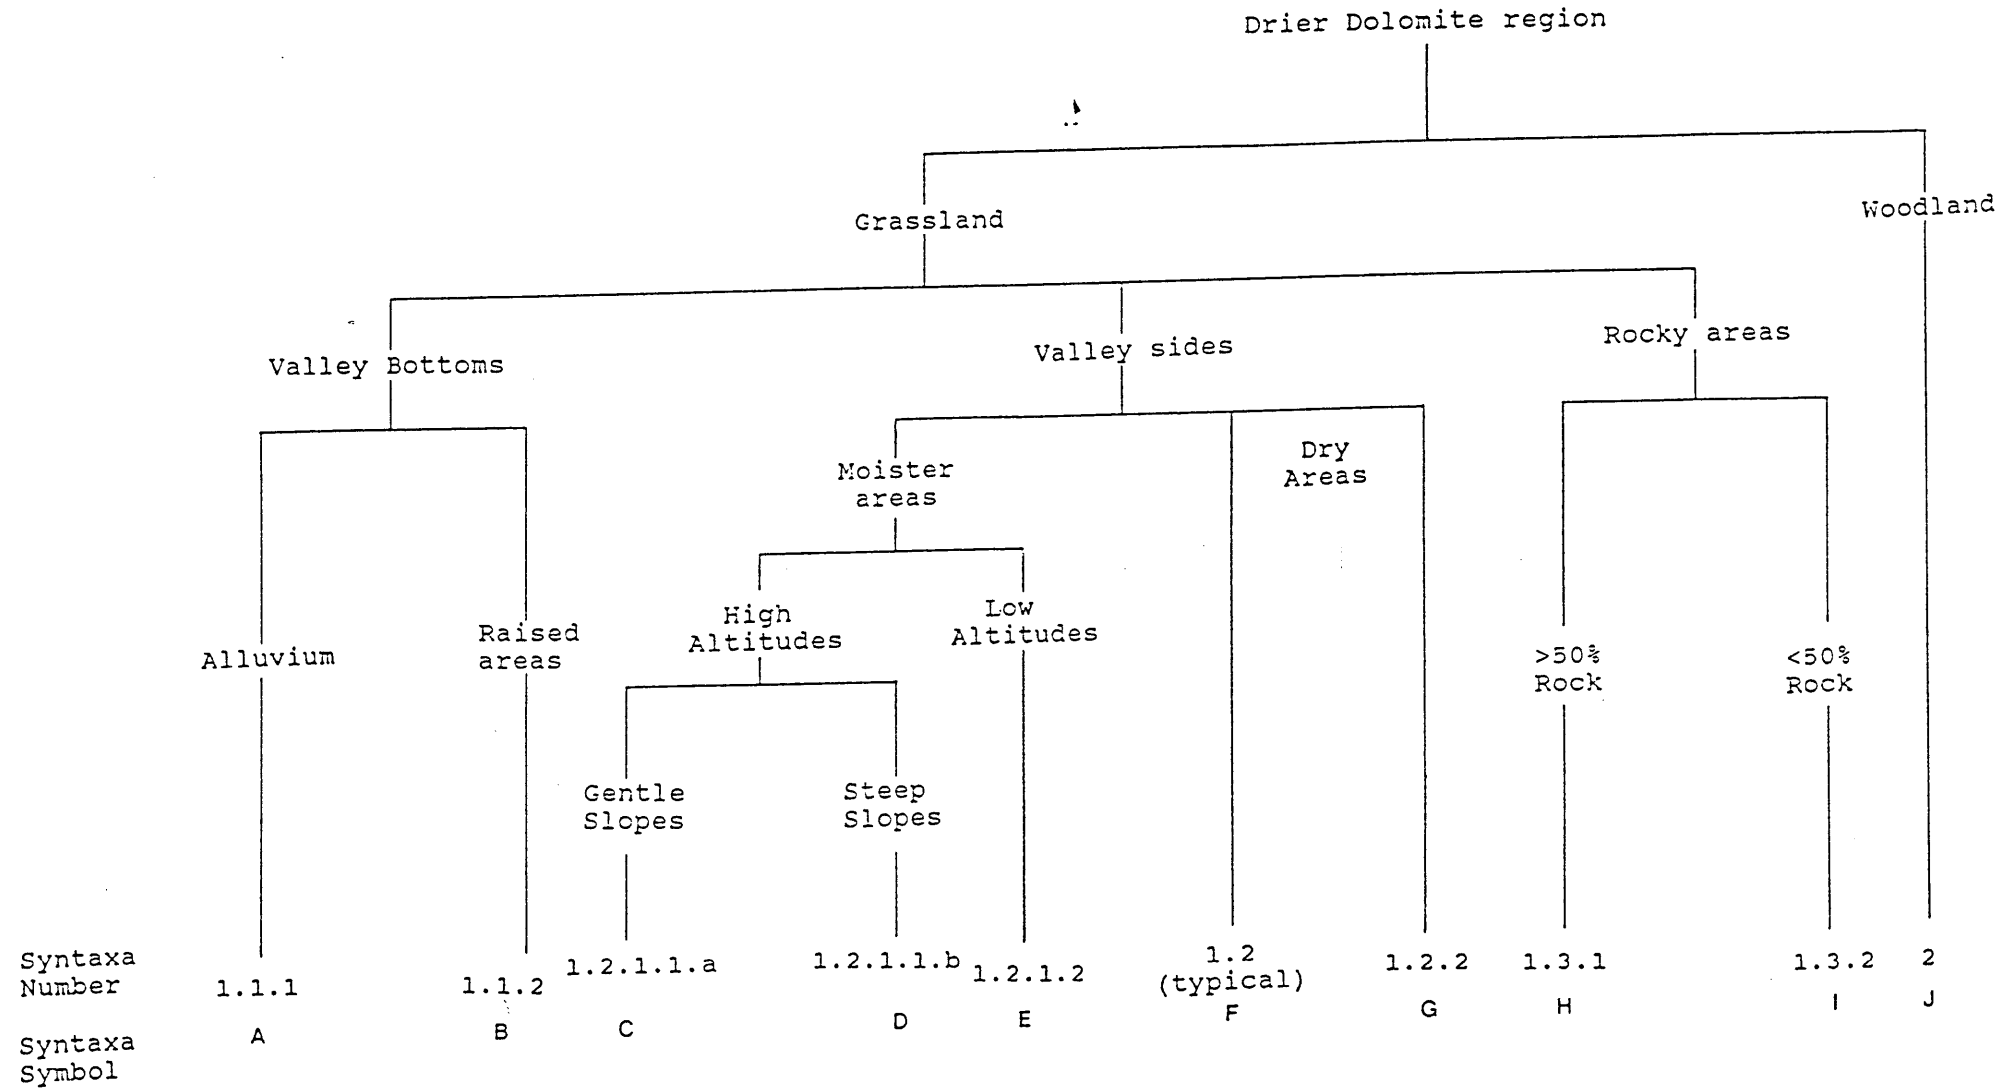 Drier Dolomite region
Grassland
Woodland
Valley Bottoms
Valley sides
Rocky areas
Moister
areas
Dry
Areas
High
Altitudes
Low
Altitudes
Alluvium
Raised
areas
>50%
Rock
<50%
Rock
Gentle
Slopes
Steep
Slopes
Syntaxa
Number
1.1.1
1.1.2
1.2.1.1.a
1.2.1.1.b
1.2.1.2
1.2
(typical)
1.2.2
1.3.1
1.3.2
2
Syntaxa
Symbol
A
B
C
D
E
F
G
H
I
J